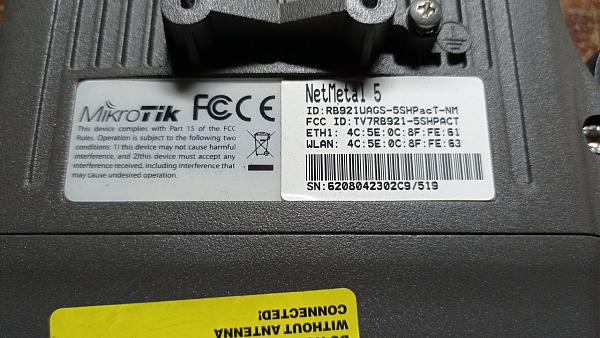 MikroTik FC CE
This device complies with Part 15 of the FCC
Rules. Operation is subject to the following two
conditions: 1) this device may not cause harmful
interference, and 2)this device must accept any
interference received, including interference that
may cause undesired operation.
NetMetal 5
ID:RB921UAGS-5SHPacT-NM
FCC ID:TV7RB921-5SHPACT
ETH1: 4C:5E:0C:8F:FE:61
WLAN: 4C:5E:0C:8F:FE:63
SN:6208042302C9/519
WITHOUT ANTENNA
CONNECTED!